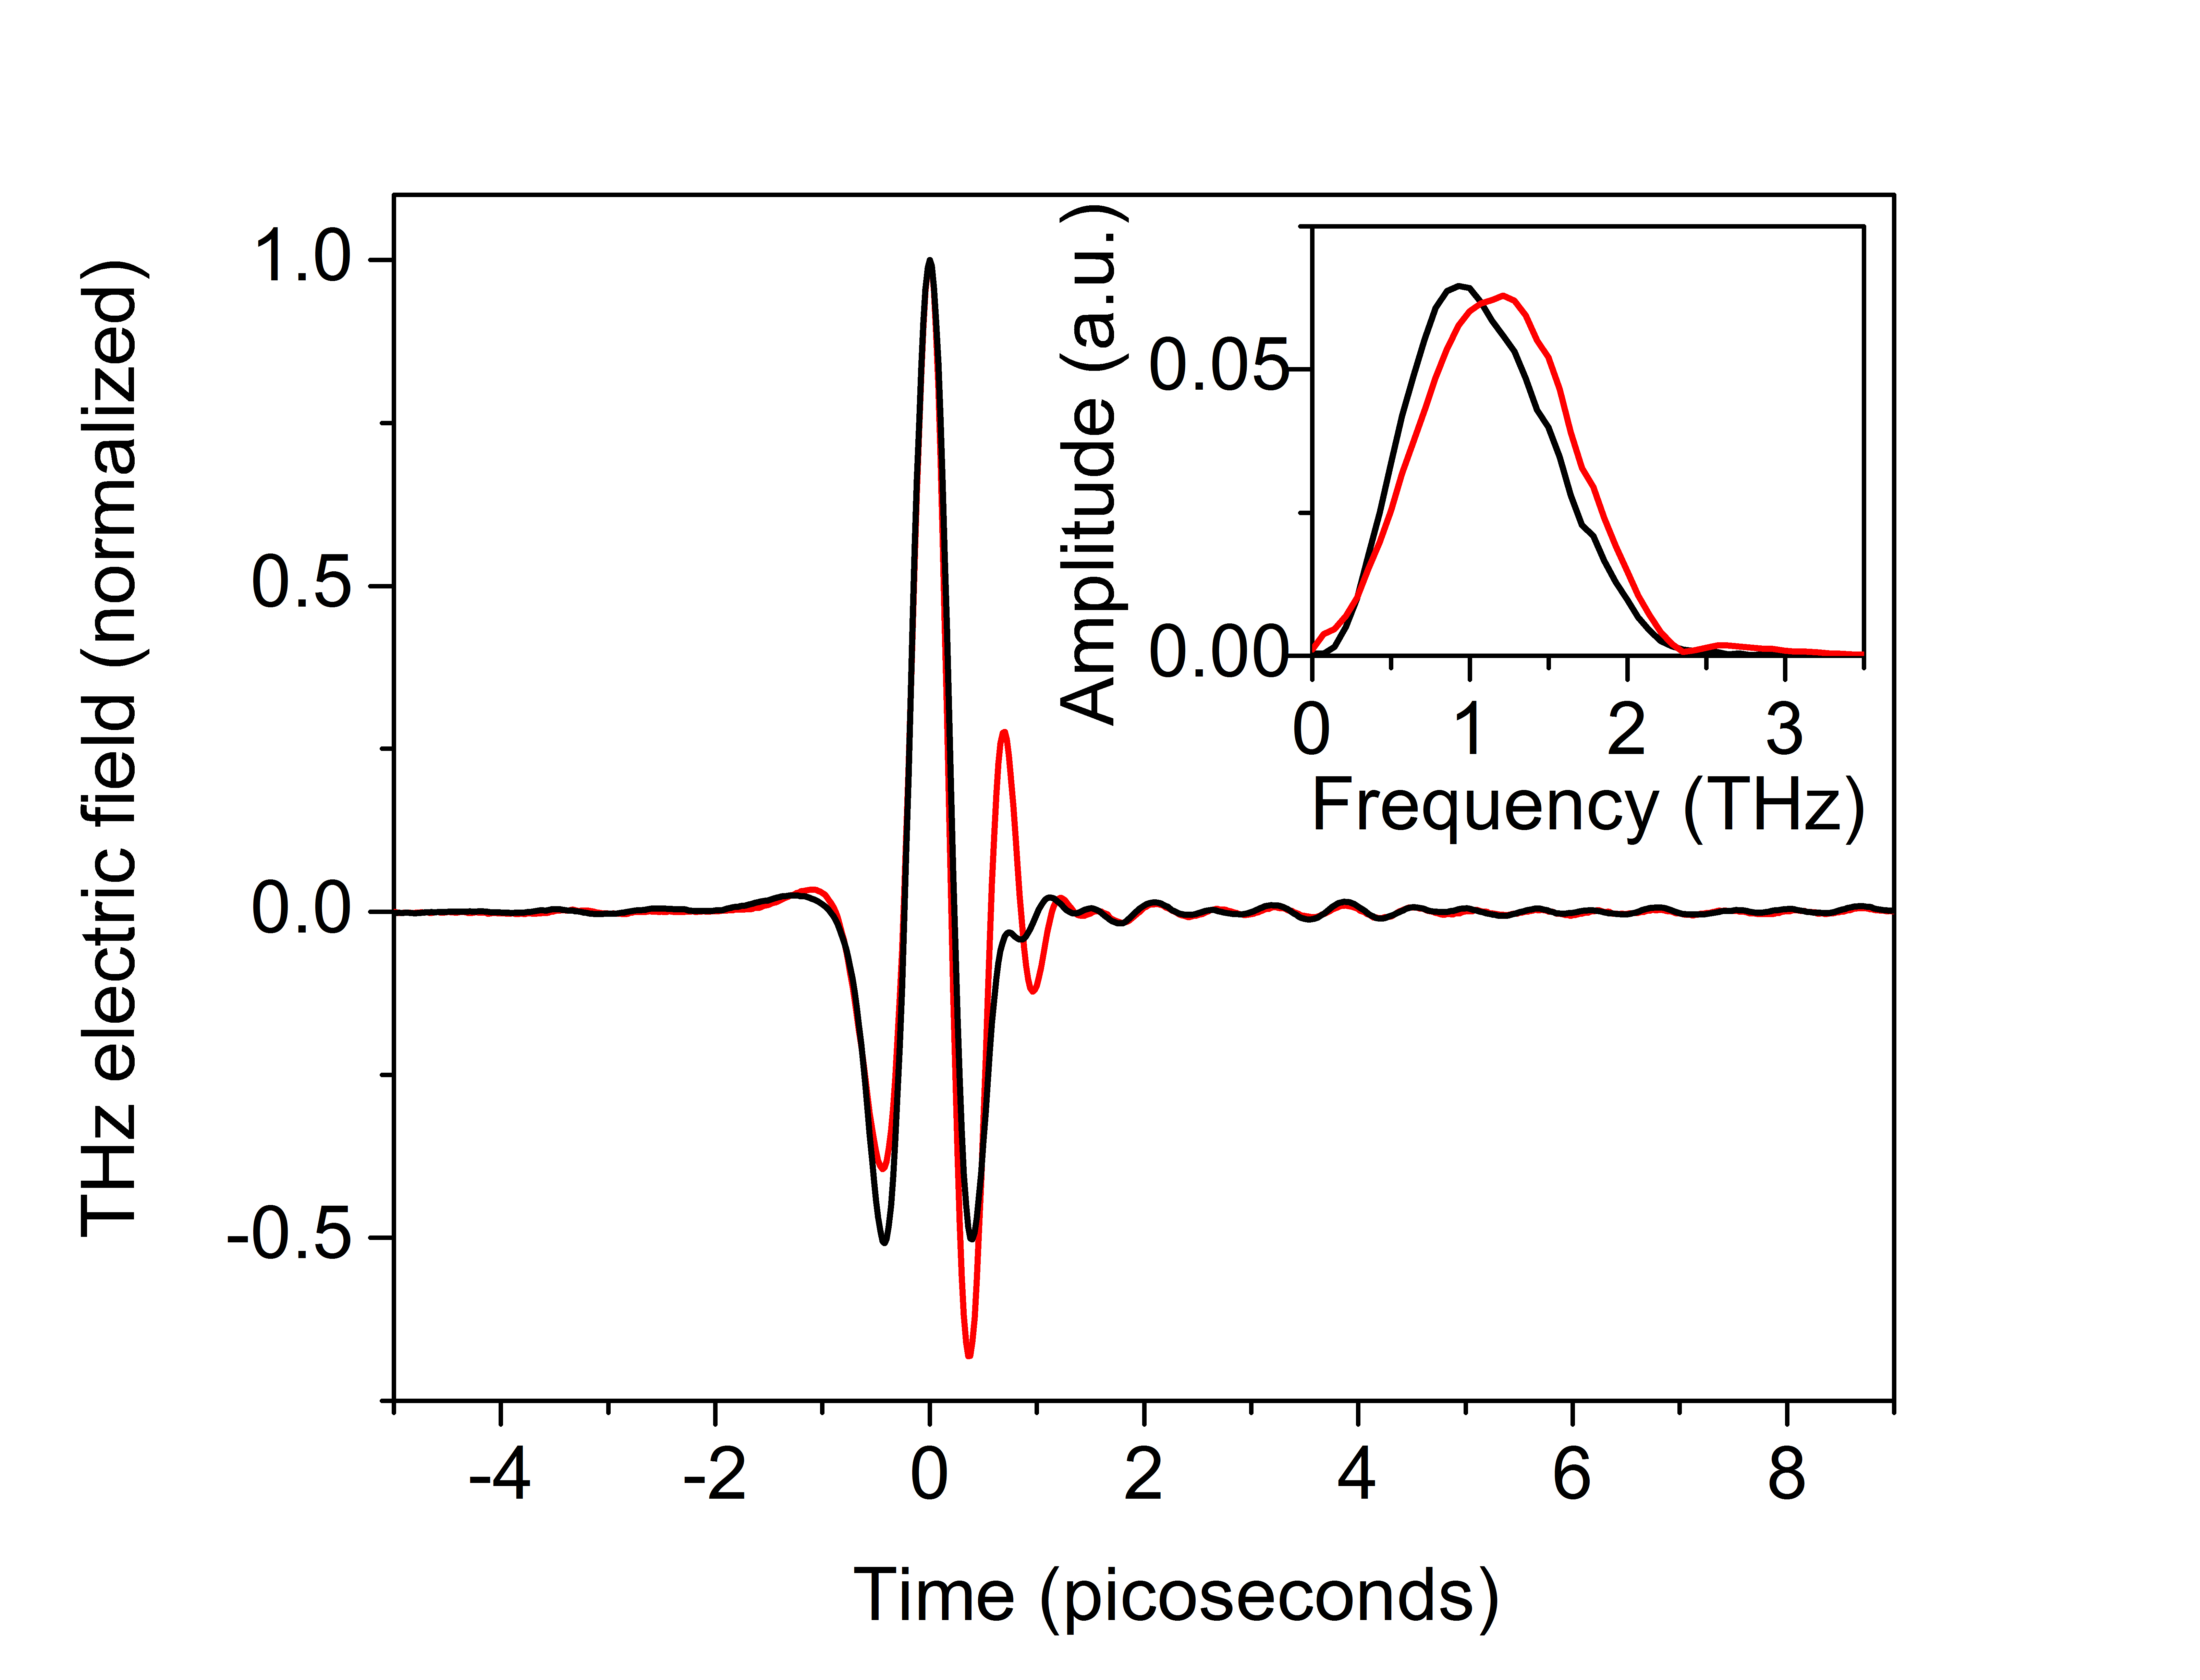 THz electric field (normalized)
1.0
0.5
0.0
-0.5
-4 -2 0 2 4 6 8
Time (picoseconds)
Amplitude (a.u.)
0.05
0.00
0 1 2 3
Frequency (THz)